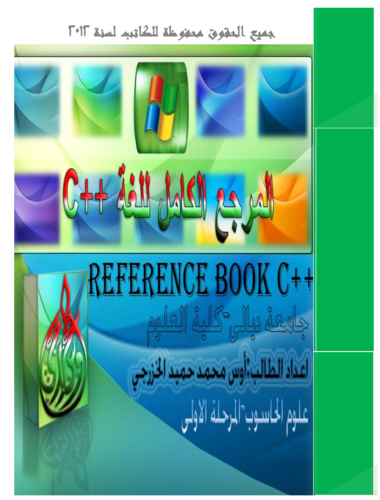 جميع الحقوق محفوظة للكاتب لسنة ٢٠١٢
المرجع الكامل للغة C++
REFERENCE BOOK C++
جامعة ديالى-كلية العلوم
اعداد الطالب:أوس محمد حميد الخزرجي
علوم الحاسوب-المرحلة الاولى